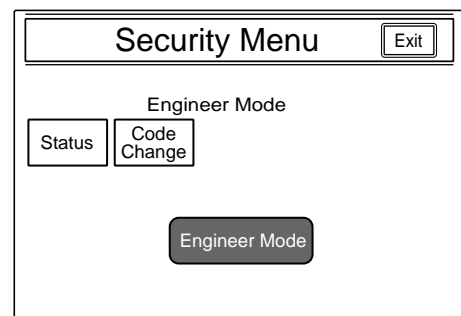 Security Menu
Exit
Engineer Mode
Status
Code
Change
Engineer Mode